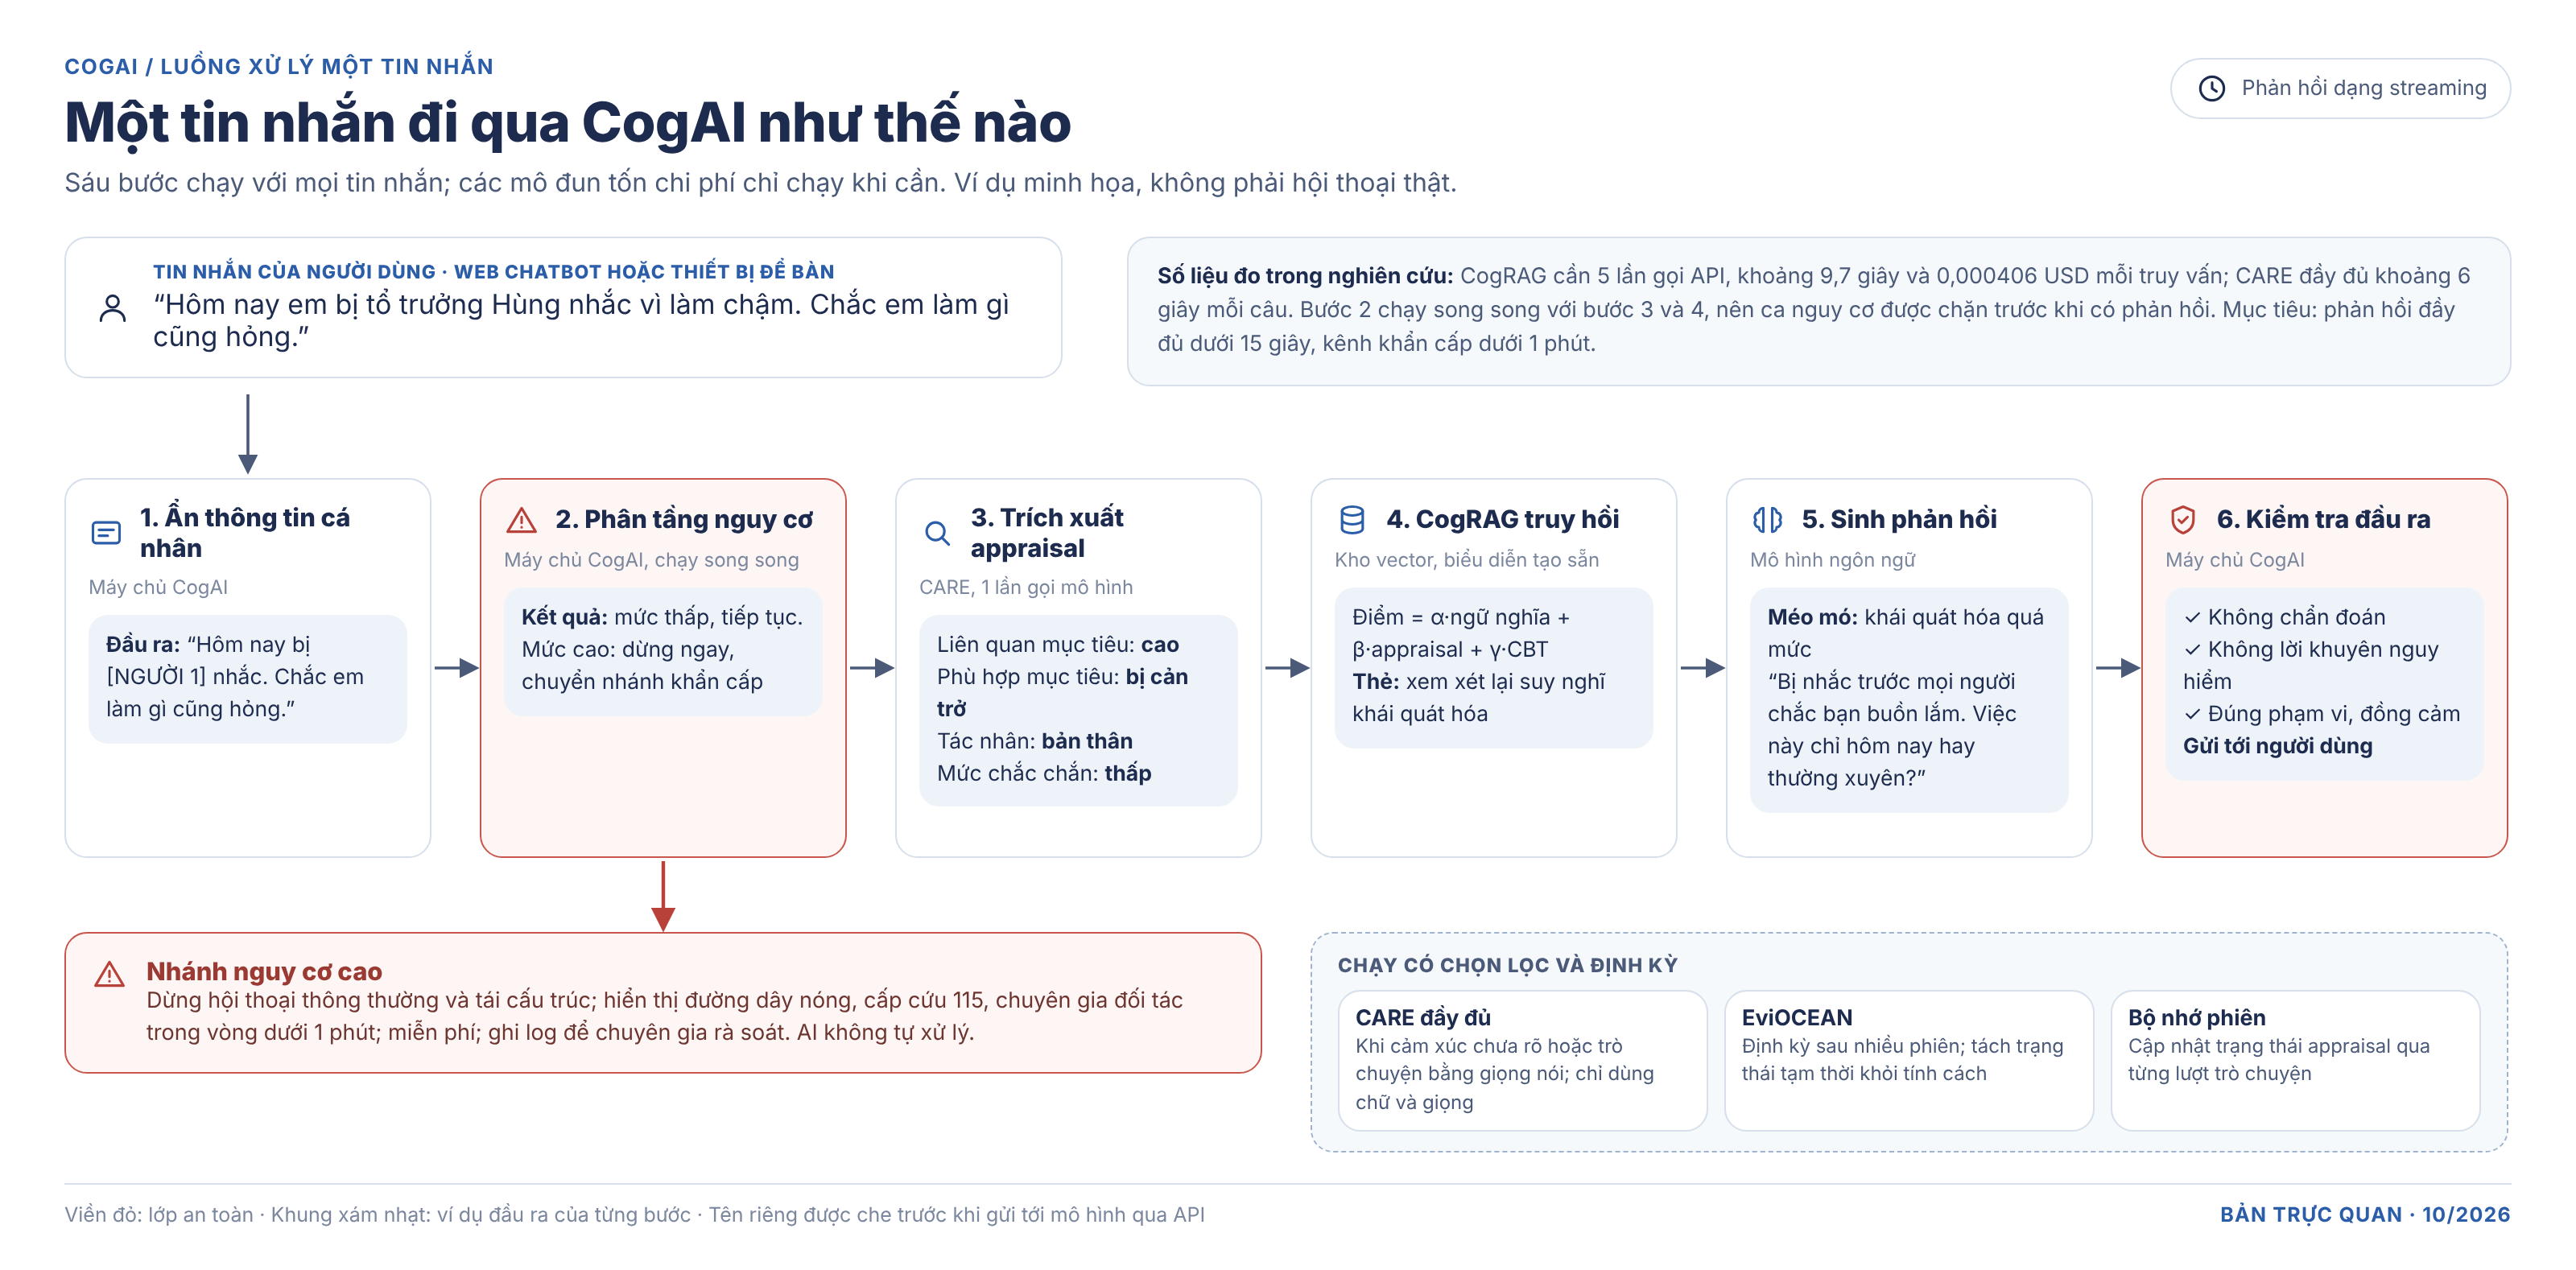 COGAI / LUỒNG XỬ LÝ MỘT TIN NHẮN
Một tin nhắn đi qua CogAI như thế nào
Sáu bước chạy với mọi tin nhắn; các mô đun tốn chi phí chỉ chạy khi cần. Ví dụ minh họa, không phải hội thoại thật.
Phản hồi dạng streaming
TIN NHẮN CỦA NGƯỜI DÙNG · WEB CHATBOT HOẶC THIẾT BỊ ĐỂ BÀN
“Hôm nay em bị tổ trưởng Hùng nhắc vì làm chậm. Chắc em làm gì
cũng hỏng.”
Số liệu đo trong nghiên cứu: CogRAG cần 5 lần gọi API, khoảng 9,7 giây và 0,000406 USD mỗi truy vấn; CARE đầy đủ khoảng 6
giây mỗi câu. Bước 2 chạy song song với bước 3 và 4, nên ca nguy cơ được chặn trước khi có phản hồi. Mục tiêu: phản hồi đầy
đủ dưới 15 giây, kênh khẩn cấp dưới 1 phút.
1. Ẩn thông tin cá
nhân
Máy chủ CogAI
Đầu ra: “Hôm nay bị
[NGƯỜI 1] nhắc. Chắc em
làm gì cũng hỏng.”
2. Phân tầng nguy cơ
Máy chủ CogAI, chạy song song
Kết quả: mức thấp, tiếp tục.
Mức cao: dừng ngay,
chuyển nhánh khẩn cấp
3. Trích xuất
appraisal
CARE, 1 lần gọi mô hình
Liên quan mục tiêu: cao
Phù hợp mục tiêu: bị cản
trở
Tác nhân: bản thân
Mức chắc chắn: thấp
4. CogRAG truy hồi
Kho vector, biểu diễn tạo sẵn
Điểm = α·ngữ nghĩa +
β·appraisal + γ·CBT
Thẻ: xem xét lại suy nghĩ
khái quát hóa
5. Sinh phản hồi
Mô hình ngôn ngữ
Méo mó: khái quát hóa quá
mức
“Bị nhắc trước mọi người
chắc bạn buồn lắm. Việc
này chỉ hôm nay hay
thường xuyên?”
6. Kiểm tra đầu ra
Máy chủ CogAI
✓ Không chẩn đoán
✓ Không lời khuyên nguy
hiểm
✓ Đúng phạm vi, đồng cảm
Gửi tới người dùng
Nhánh nguy cơ cao
Dừng hội thoại thông thường và tái cấu trúc; hiển thị đường dây nóng, cấp cứu 115, chuyên gia đối tác
trong vòng dưới 1 phút; miễn phí; ghi log để chuyên gia rà soát. AI không tự xử lý.
CHẠY CÓ CHỌN LỌC VÀ ĐỊNH KỲ
CARE đầy đủ
Khi cảm xúc chưa rõ hoặc trò
chuyện bằng giọng nói; chỉ dùng
chữ và giọng
EviOCEAN
Định kỳ sau nhiều phiên; tách trạng
thái tạm thời khỏi tính cách
Bộ nhớ phiên
Cập nhật trạng thái appraisal qua
từng lượt trò chuyện
Viền đỏ: lớp an toàn · Khung xám nhạt: ví dụ đầu ra của từng bước · Tên riêng được che trước khi gửi tới mô hình qua API
BẢN TRỰC QUAN · 10/2026